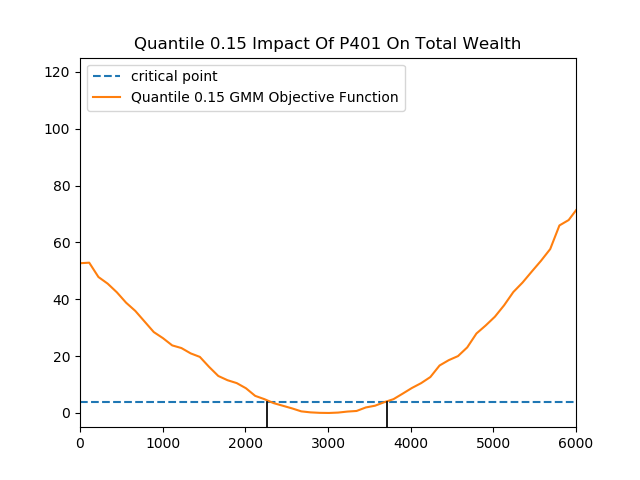 Quantile 0.15 Impact Of P401 On Total Wealth
critical point
Quantile 0.15 GMM Objective Function
120
100
80
60
40
20
0
0 1000 2000 3000 4000 5000 6000